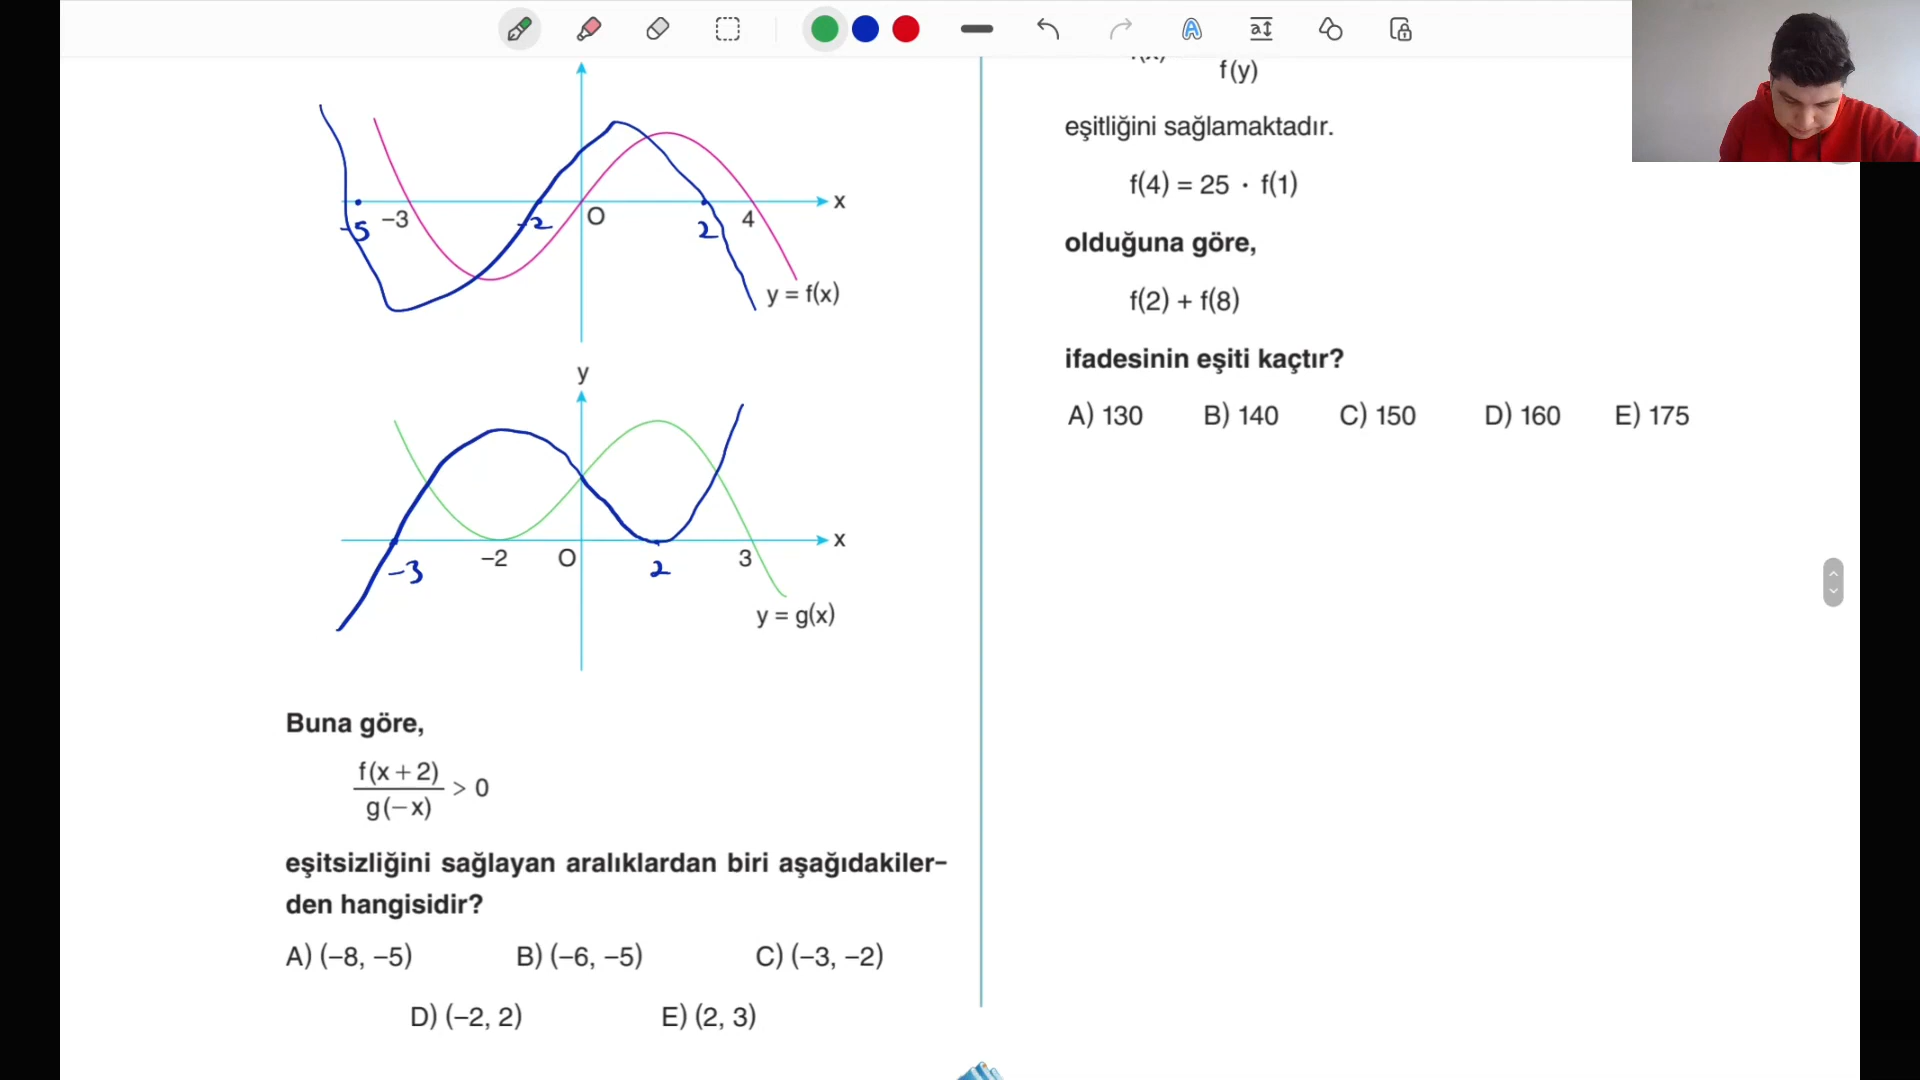 x
-5
−3
-2
O
2
4
y = f(x)
y
x
-3
−2
O
2
3
y = g(x)
Buna göre,
f(x + 2)
g(−x)
> 0
eşitsizliğini sağlayan aralıklardan biri aşağıdakiler-
den hangisidir?
A) (−8, −5) B) (−6, −5) C) (−3, −2)
D) (−2, 2) E) (2, 3)
f(y)
eşitliğini sağlamaktadır.
f(4) = 25 · f(1)
olduğuna göre,
f(2) + f(8)
ifadesinin eşiti kaçtır?
A) 130 B) 140 C) 150 D) 160 E) 175